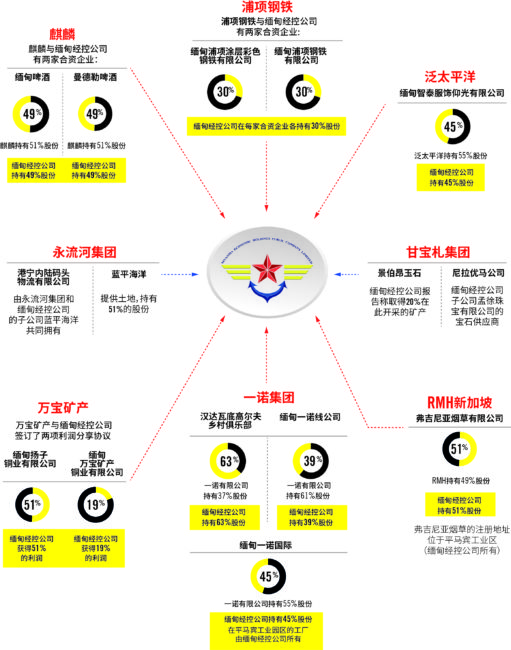 麒麟
麒麟与缅甸经控公司
有两家合资企业:
缅甸啤酒
49%
麒麟持有51%股份
缅甸经控公司
持有49%股份
曼德勒啤酒
49%
麒麟持有51%股份
缅甸经控公司
持有49%股份
浦项钢铁
浦项钢铁与缅甸经控公司
有两家合资企业:
缅甸浦项涂层彩色
钢铁有限公司
30%
缅甸浦项钢铁
有限公司
30%
缅甸经控公司在每家合资企业各持有30%股份
泛太平洋
缅甸智泰服饰仰光有限公司
45%
泛太平洋持有55%股份
缅甸经控公司
持有45%股份
永流河集团
港宁内陆码头
物流有限公司
由永流河集团和
缅甸经控公司
的子公司蓝平海洋
共同拥有
蓝平海洋
提供土地,持有
51%的股份
MYANMA ECONOMIC HOLDINGS PUBLIC COMPANY LIMITED
甘宝礼集团
景伯昂玉石
缅甸经控公司报
告称取得20%在
此开采的矿产
尼拉优马公司
缅甸经控公司
子公司孟徐珠
宝有限公司的
宝石供应商
万宝矿产
万宝矿产与缅甸经控公司
签订了两项利润分享协议
缅甸扬子
铜业有限公司
51%
缅甸经控公司
获得51%
的利润
缅甸
万宝矿产
铜业有限公司
19%
缅甸经控公司
获得19%
的利润
一诺集团
汉达瓦底高尔夫
乡村俱乐部
63%
一诺有限公司
持有37%股份
缅甸经控公司
持有63%股份
缅甸一诺线公司
39%
一诺有限公司
持有61%股份
缅甸经控公司
持有39%股份
缅甸一诺国际
45%
一诺有限公司持有55%股份
缅甸经控公司持有45%股份
在平马宾工业园区的工厂
由缅甸经控公司所有
RMH新加坡
弗吉尼亚烟草有限公司
51%
RMH持有49%股份
缅甸经控公司
持有51%股份
弗吉尼亚烟草的注册地址
位于平马宾工业区
(缅甸经控公司所有)